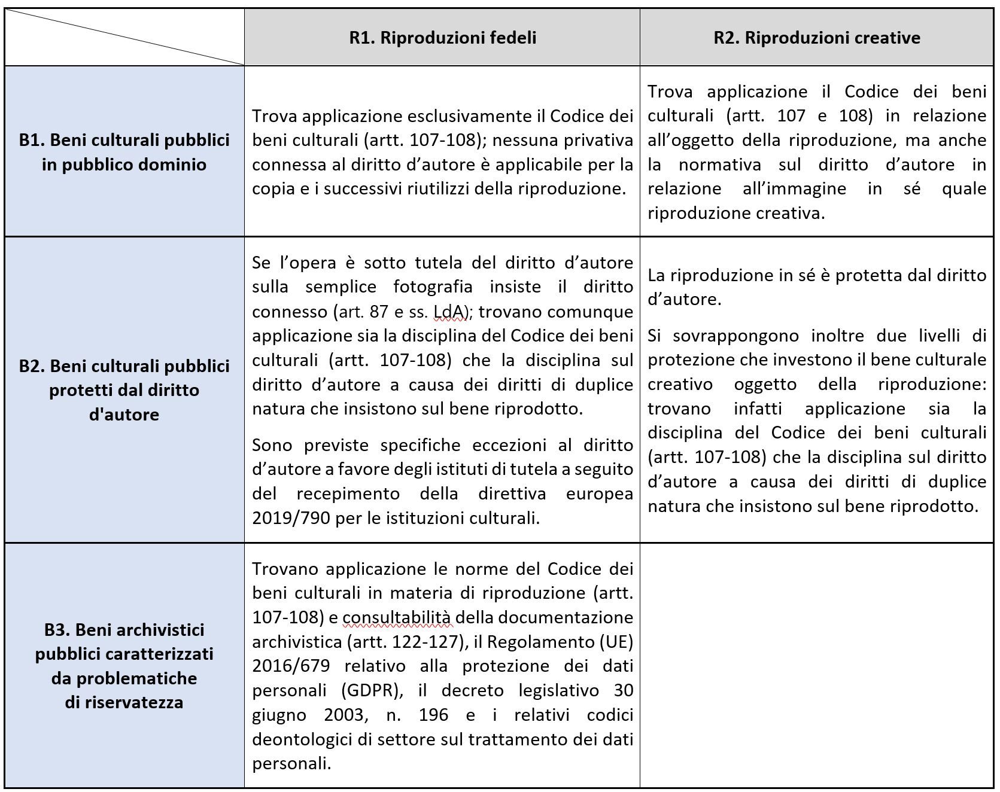 R1. Riproduzioni fedeli
R2. Riproduzioni creative
B1. Beni culturali pubblici
in pubblico dominio
Trova applicazione esclusivamente il Codice dei
beni culturali (artt. 107-108); nessuna privativa
connessa al diritto d’autore è applicabile per la
copia e i successivi riutilizzi della riproduzione.
Trova applicazione il Codice dei beni
culturali (artt. 107 e 108) in relazione
all’oggetto della riproduzione, ma anche
la normativa sul diritto d’autore in
relazione all’immagine in sé quale
riproduzione creativa.
B2. Beni culturali pubblici
protetti dal diritto
d'autore
Se l’opera è sotto tutela del diritto d’autore
sulla semplice fotografia insiste il diritto
connesso (art. 87 e ss. LdA); trovano comunque
applicazione sia la disciplina del Codice dei beni
culturali (artt. 107-108) che la disciplina sul
diritto d’autore a causa dei diritti di duplice
natura che insistono sul bene riprodotto.
Sono previste specifiche eccezioni al diritto
d’autore a favore degli istituti di tutela a seguito
del recepimento della direttiva europea
2019/790 per le istituzioni culturali.
La riproduzione in sé è protetta dal diritto
d’autore.
Si sovrappongono inoltre due livelli di
protezione che investono il bene culturale
creativo oggetto della riproduzione:
trovano infatti applicazione sia la
disciplina del Codice dei beni culturali
(artt. 107-108) che la disciplina sul diritto
d’autore a causa dei diritti di duplice
natura che insistono sul bene riprodotto.
B3. Beni archivistici
pubblici caratterizzati
da problematiche
di riservatezza
Trovano applicazione le norme del Codice dei
beni culturali in materia di riproduzione (artt.
107-108) e consultabilità della documentazione
archivistica (artt. 122-127), il Regolamento (UE)
2016/679 relativo alla protezione dei dati
personali (GDPR), il decreto legislativo 30
giugno 2003, n. 196 e i relativi codici
deontologici di settore sul trattamento dei dati
personali.